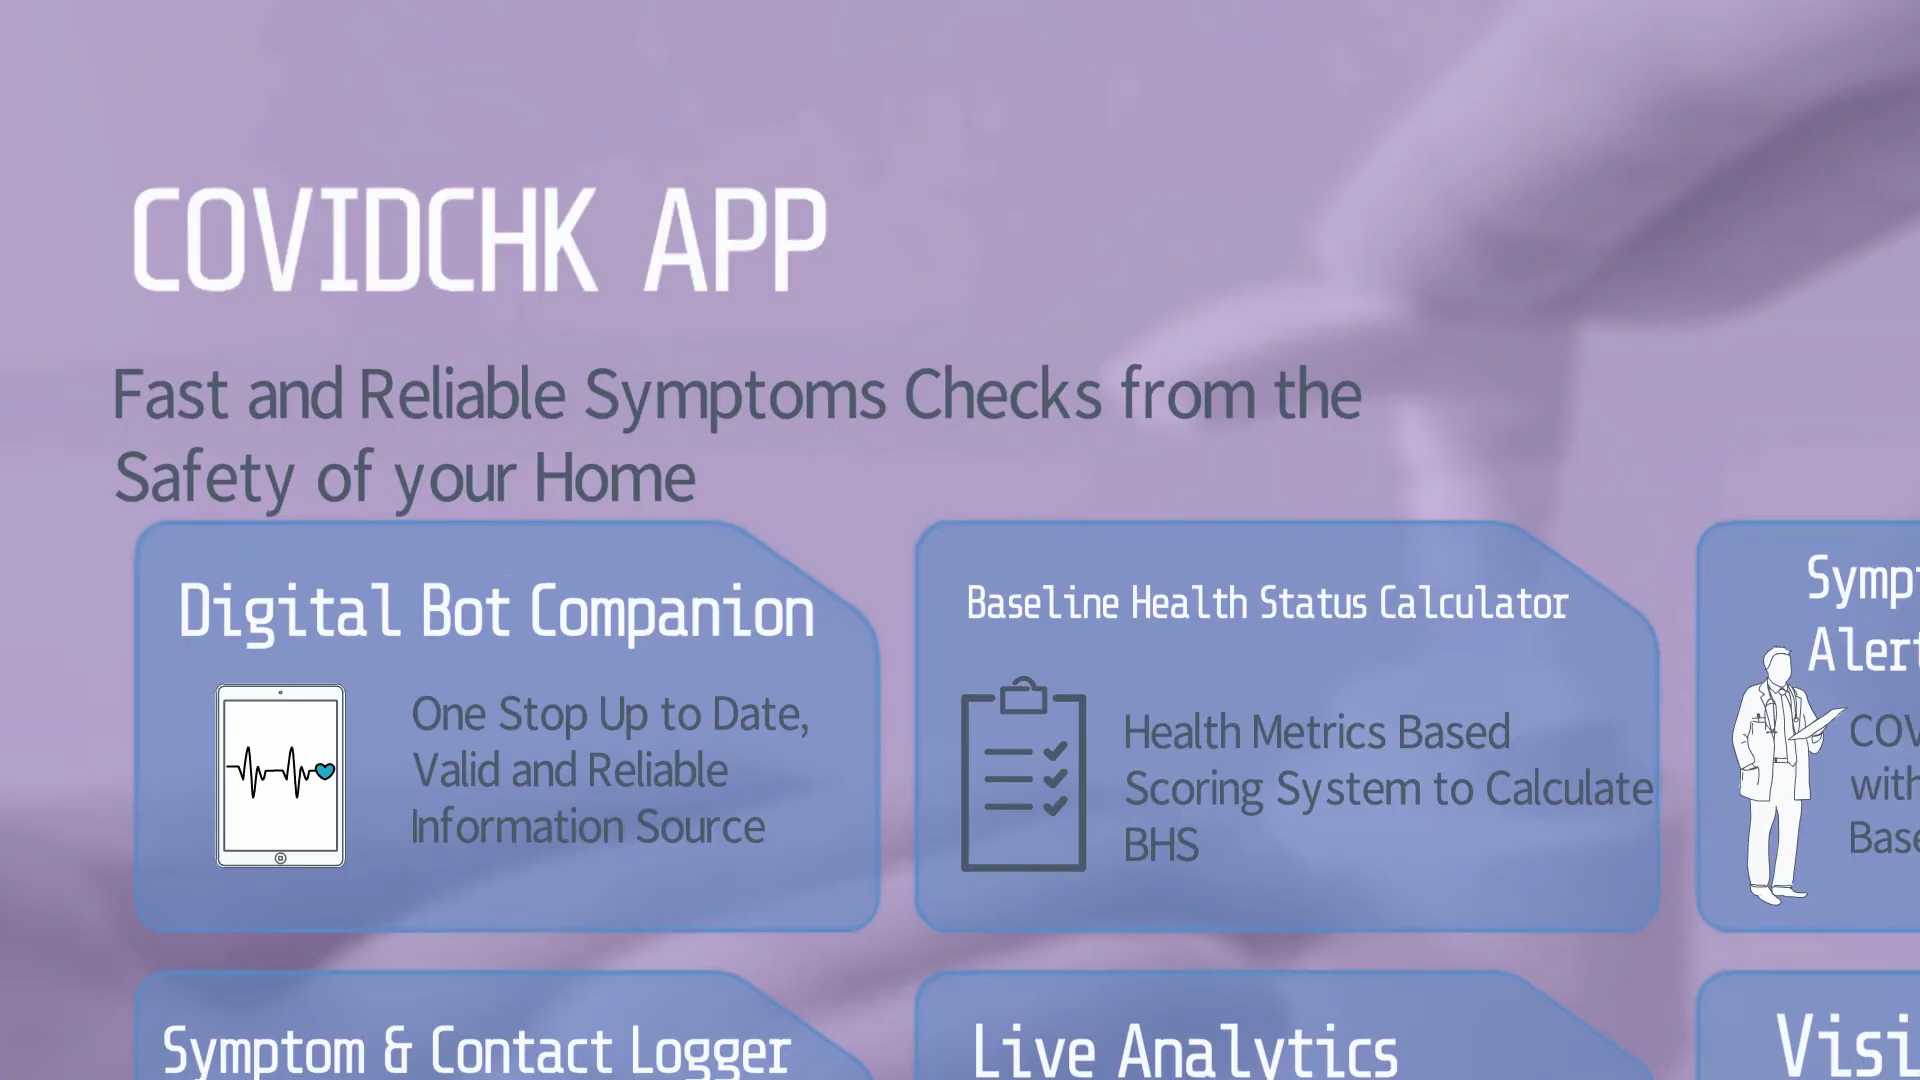 COVIDCHK APP
Fast and Reliable Symptoms Checks from the
Safety of your Home
Digital Bot Companion
One Stop Up to Date,
Valid and Reliable
Information Source
Baseline Health Status Calculator
Health Metrics Based
Scoring System to Calculate
BHS
Symptom & Contact Logger
Live Analytics